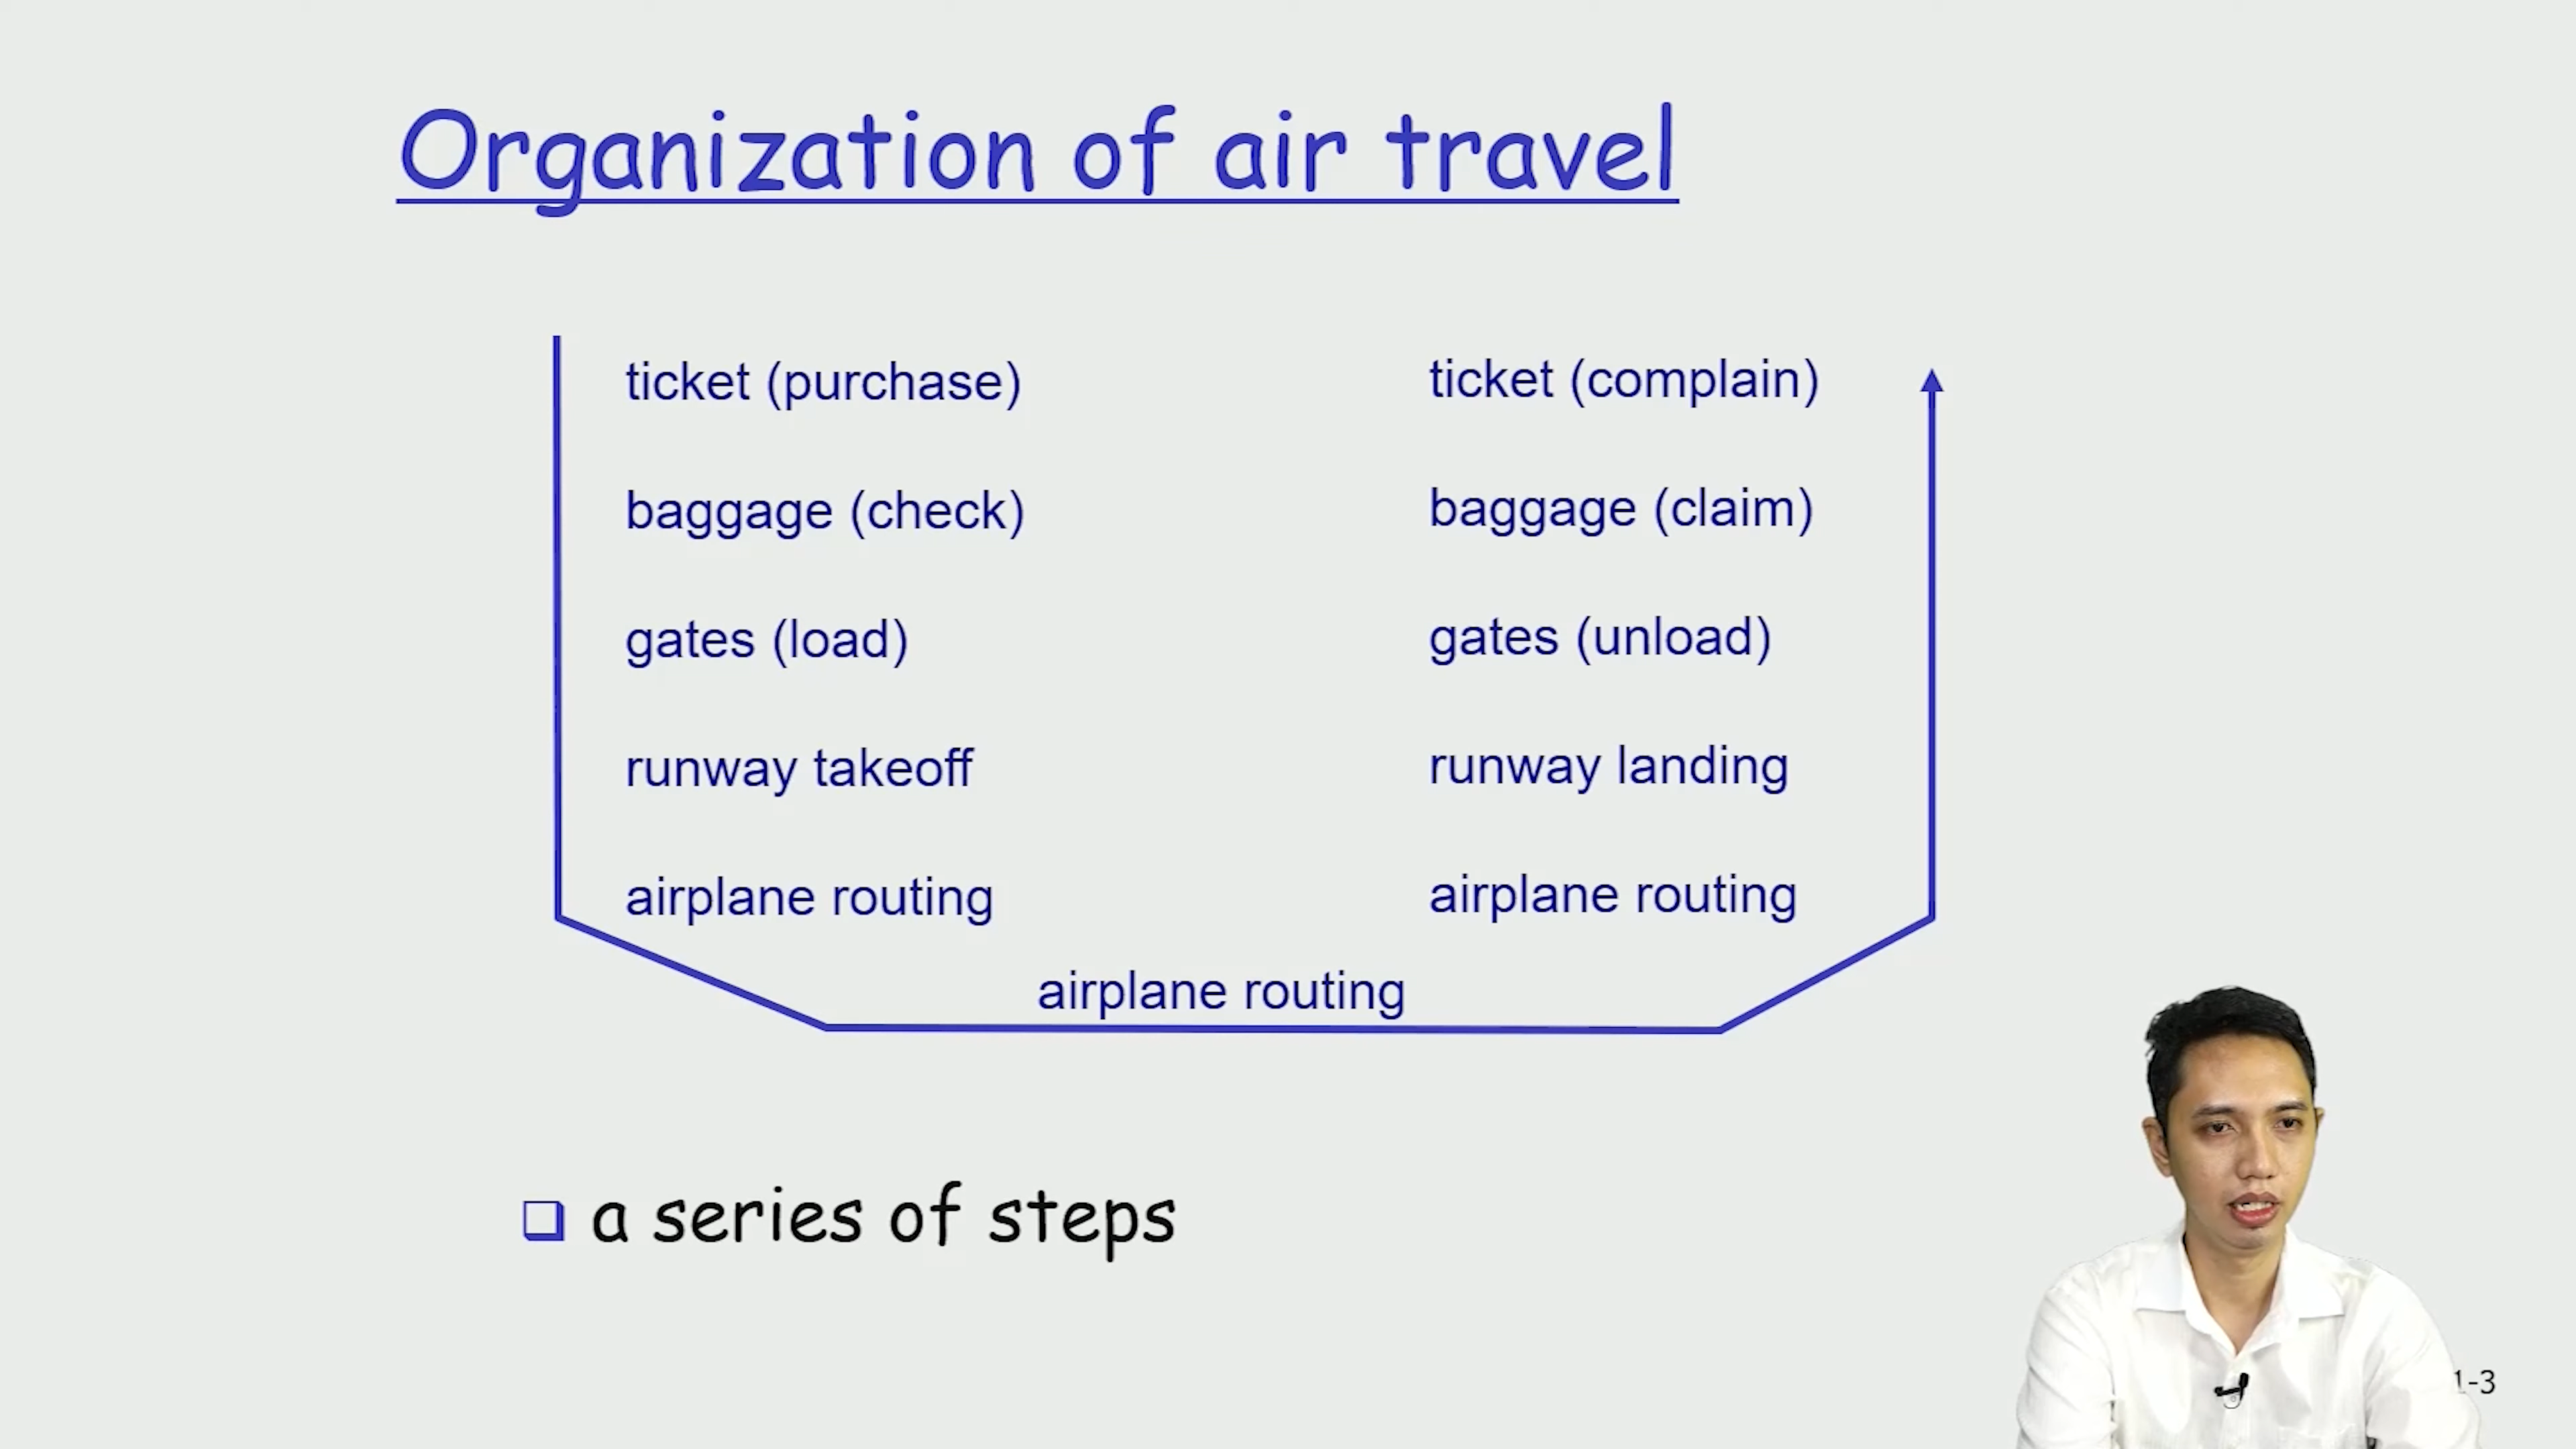 Organization of air travel
ticket (purchase)
baggage (check)
gates (load)
runway takeoff
airplane routing
ticket (complain)
baggage (claim)
gates (unload)
runway landing
airplane routing
airplane routing
a series of steps
1-3